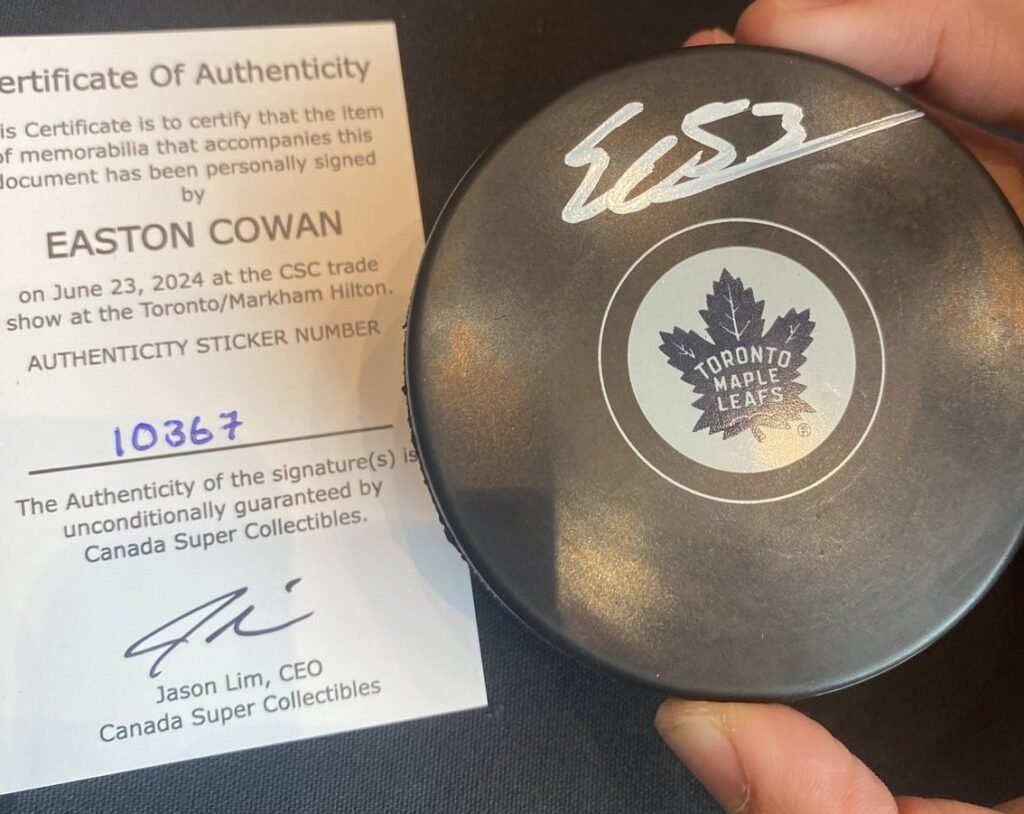 ertificate Of Authenticity
is Certificate is to certify that the item
of memorabilia that accompanies this
document has been personally signed
by
EASTON COWAN
on June 23, 2024 at the CSC trade
show at the Toronto/Markham Hilton.
AUTHENTICITY STICKER NUMBER
10367
The Authenticity of the signature(s) is
unconditionally guaranteed by
Canada Super Collectibles.
Jason Lim, CEO
Canada Super Collectibles
53
TORONTO
MAPLE
LEAFS
®